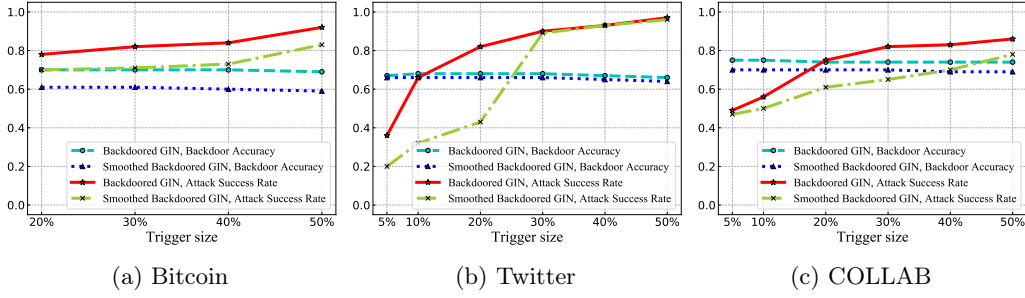 1.0
0.8
0.6
0.4
0.2
0.0
Backdoored GIN, Backdoor Accuracy
Smoothed Backdoored GIN, Backdoor Accuracy
Backdoored GIN, Attack Success Rate
Smoothed Backdoored GIN, Attack Success Rate
20% 30% 40% 50%
Trigger size
(a) Bitcoin
1.0
0.8
0.6
0.4
0.2
0.0
Backdoored GIN, Backdoor Accuracy
Smoothed Backdoored GIN, Backdoor Accuracy
Backdoored GIN, Attack Success Rate
Smoothed Backdoored GIN, Attack Success Rate
5% 10% 20% 30% 40% 50%
Trigger size
(b) Twitter
1.0
0.8
0.6
0.4
0.2
0.0
Backdoored GIN, Backdoor Accuracy
Smoothed Backdoored GIN, Backdoor Accuracy
Backdoored GIN, Attack Success Rate
Smoothed Backdoored GIN, Attack Success Rate
5% 10% 20% 30% 40% 50%
Trigger size
(c) COLLAB